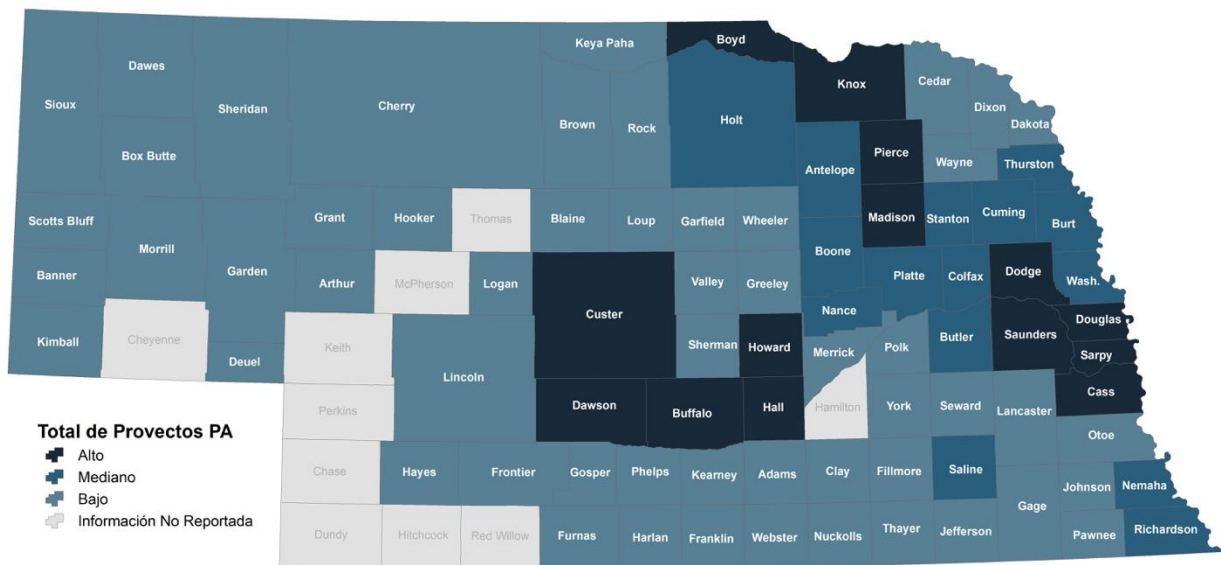 Boyd
Keya Paha
Knox
Cedar
Dawes
Dixon
Sioux
Sheridan
Cherry
Holt
Dakota
Brown
Rock
Box Butte
Pierce
Antelope
Wayne
Thurston
Scotts Bluff
Grant
Hooker
Thomas
Blaine
Loup
Garfield
Wheeler
Madison
Stanton
Cuming
Burt
Morrill
Boone
Banner
Garden
Arthur
McPherson
Logan
Valley
Greeley
Platte
Colfax
Dodge
Wash.
Custer
Nance
Douglas
Kimball
Cheyenne
Keith
Sherman
Howard
Merrick
Polk
Butler
Saunders
Deuel
Lincoln
Sarpy
Cass
Perkins
Dawson
Buffalo
Hall
Hamilton
York
Seward
Lancaster
Otoe
Total de Provectos PA
Alto
Mediano
Bajo
Información No Reportada
Chase
Hayes
Frontier
Gosper
Phelps
Kearney
Adams
Clay
Fillmore
Saline
Johnson
Nemaha
Gage
Dundy
Hitchcock
Red Willow
Furnas
Harlan
Franklin
Webster
Nuckolls
Thayer
Jefferson
Pawnee
Richardson